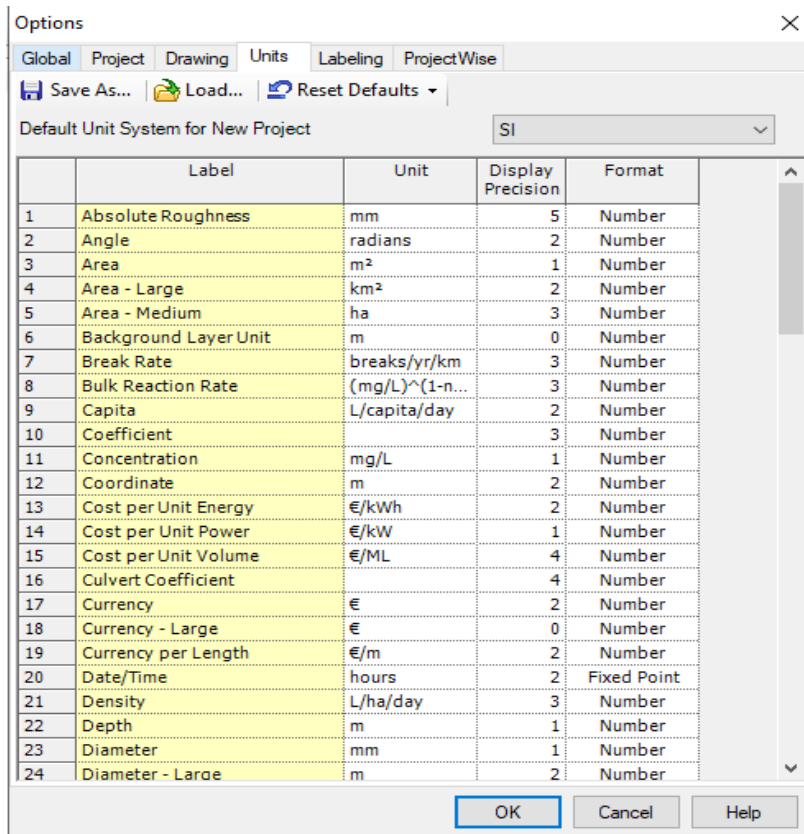 Options
Global Project Drawing Units Labeling ProjectWise
Save As... Load... Reset Defaults
Default Unit System for New Project SI
Label Unit Display Precision Format
1 Absolute Roughness mm 5 Number
2 Angle radians 2 Number
3 Area m² 1 Number
4 Area - Large km² 2 Number
5 Area - Medium ha 3 Number
6 Background Layer Unit m 0 Number
7 Break Rate breaks/yr/km 3 Number
8 Bulk Reaction Rate (mg/L)^(1-n... 3 Number
9 Capita L/capita/day 2 Number
10 Coefficient 3 Number
11 Concentration mg/L 1 Number
12 Coordinate m 2 Number
13 Cost per Unit Energy €/kWh 2 Number
14 Cost per Unit Power €/kW 1 Number
15 Cost per Unit Volume €/ML 4 Number
16 Culvert Coefficient 4 Number
17 Currency € 2 Number
18 Currency - Large € 0 Number
19 Currency per Length €/m 2 Number
20 Date/Time hours 2 Fixed Point
21 Density L/ha/day 3 Number
22 Depth m 1 Number
23 Diameter mm 1 Number
24 Diameter - Large m 2 Number
OK Cancel Help